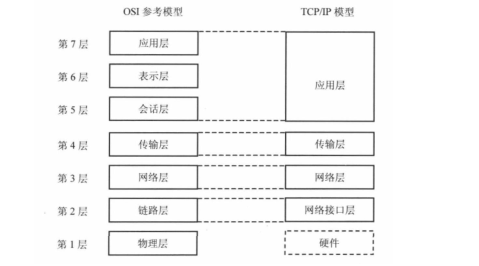 OSI 参考模型 TCP/IP 模型
第 7 层 应用层
第 6 层 表示层
应用层
第 5 层 会话层
第 4 层 传输层 传输层
第 3 层 网络层 网络层
第 2 层 链路层 网络接口层
第 1 层 物理层 硬件